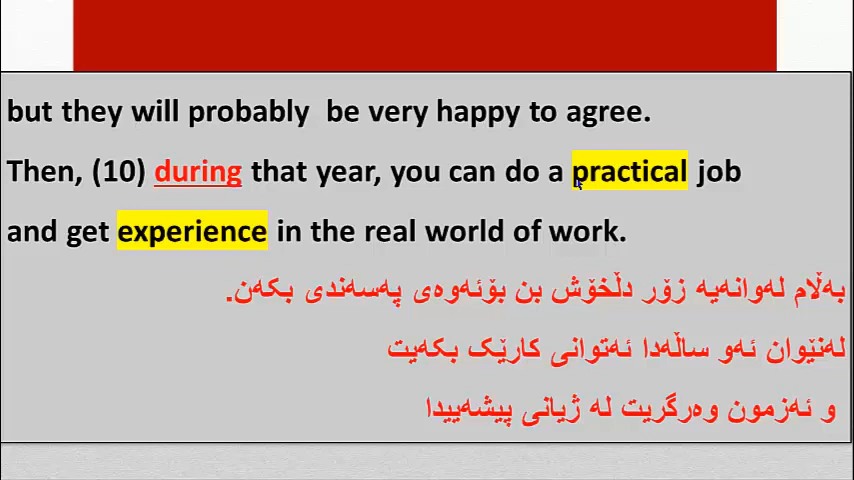 but they will probably be very happy to agree.
Then, (10) during that year, you can do a practical job
and get experience in the real world of work.
بەڵام لەوانەیە زۆر دڵخۆش بن بۆئەوەی پەسەندی بکەن.
لەنێوان ئەو ساڵەدا ئەتوانی کارێک بکەیت
و ئەزمون وەرگریت لە ژیانی پیشەییدا